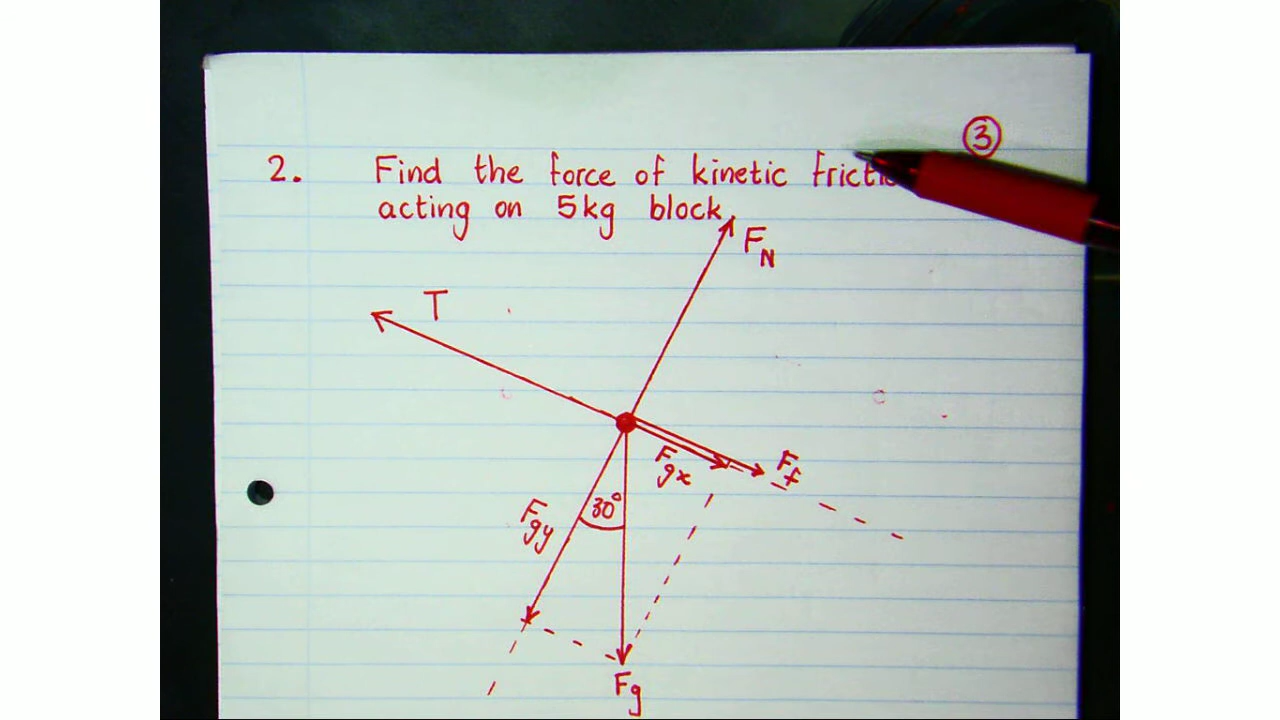 3
2. Find the force of kinetic
acting on 5kg block.
F_N
T
F_gx
F_f
30°
F_gy
F_g